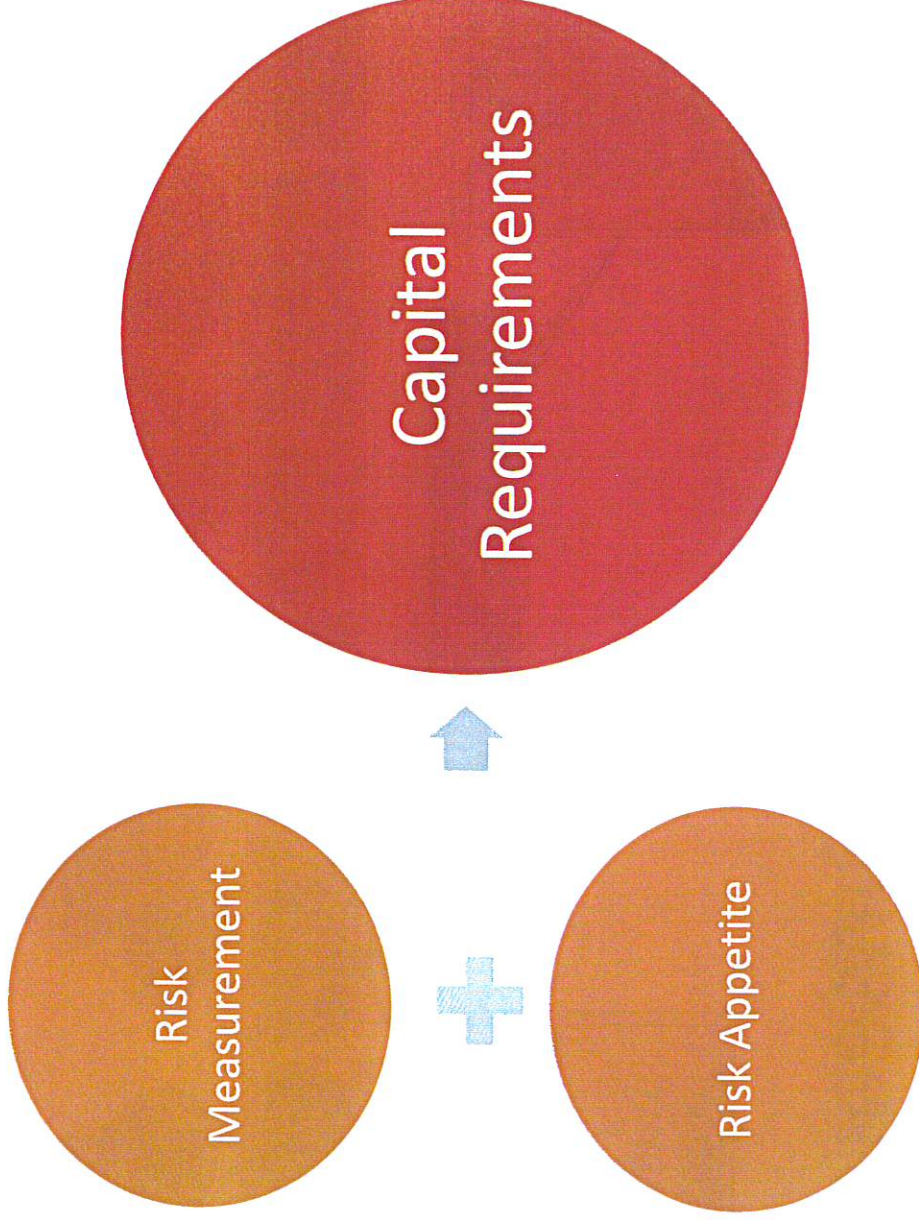 Risk
Measurement
Risk Appetite
Capital
Requirements